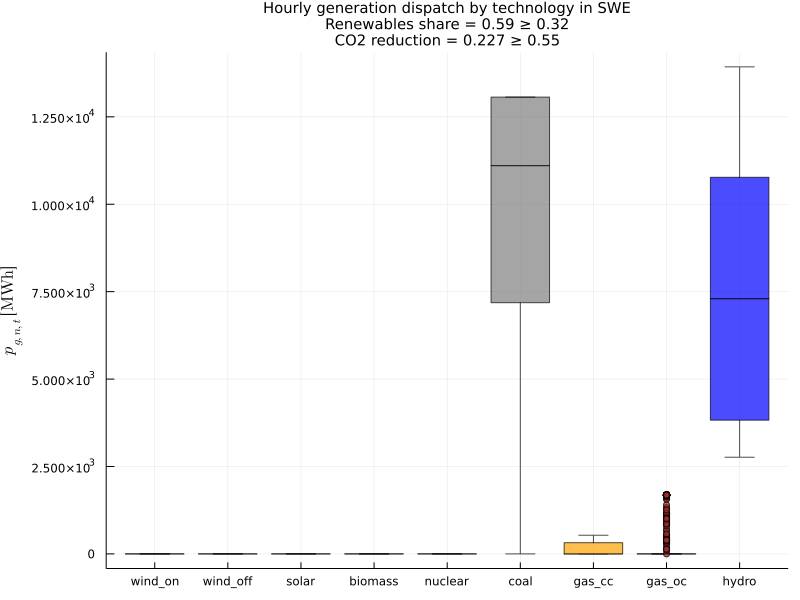 Hourly generation dispatch by technology in SWE
Renewables share = 0.59 ≥ 0.32
CO2 reduction = 0.227 ≥ 0.55
p_{g,n,t} [MWh]
1.250×10⁴
1.000×10⁴
7.500×10³
5.000×10³
2.500×10³
0
wind_on wind_off solar biomass nuclear coal gas_cc gas_oc hydro